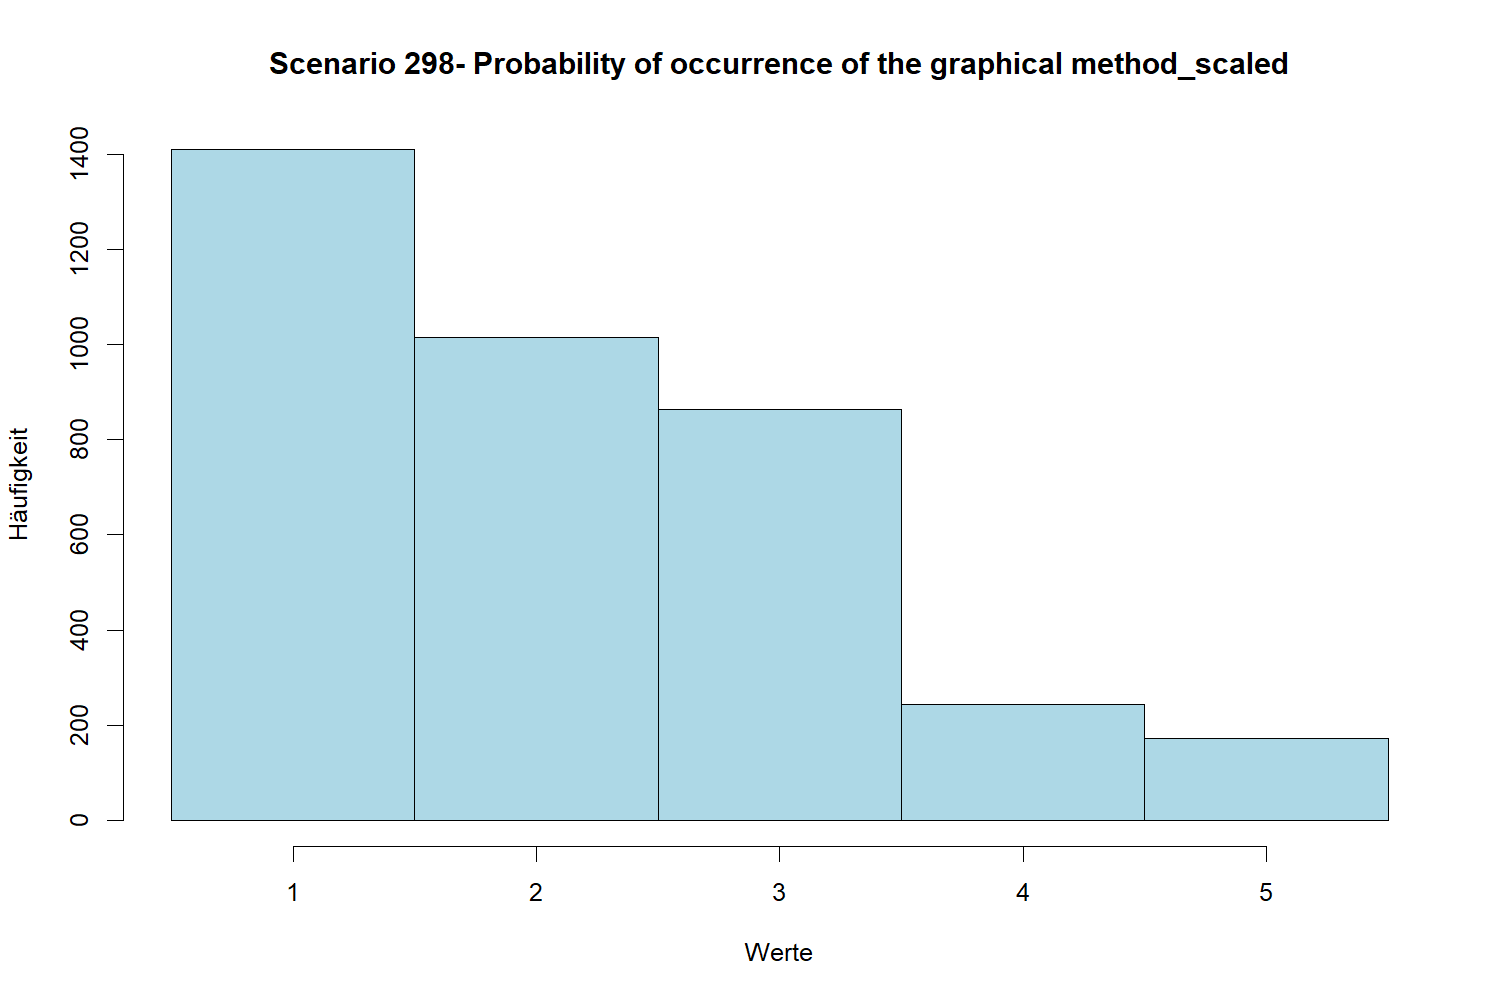 Scenario 298- Probability of occurrence of the graphical method_scaled
Häufigkeit
1400
1200
1000
800
600
400
200
0
1 2 3 4 5
Werte